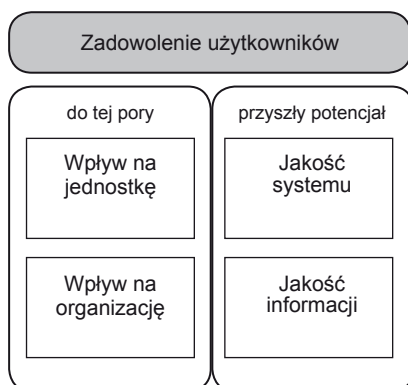 Zadowolenie użytkowników
do tej pory
Wpływ na
jednostkę
Wpływ na
organizację
przyszły potencjał
Jakość
systemu
Jakość
informacji